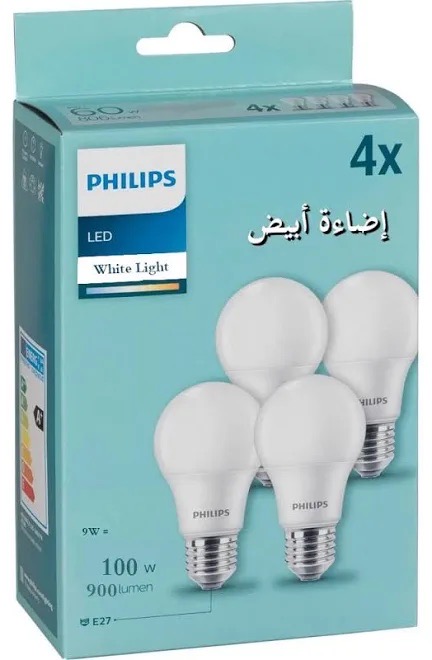 60 w
806 lumen
4x
4x
PHILIPS
LED
White Light
إضاءة أبيض
PHILIPS
PHILIPS
PHILIPS
9W =
100 w
900 lumen
E27
ENERG
A+